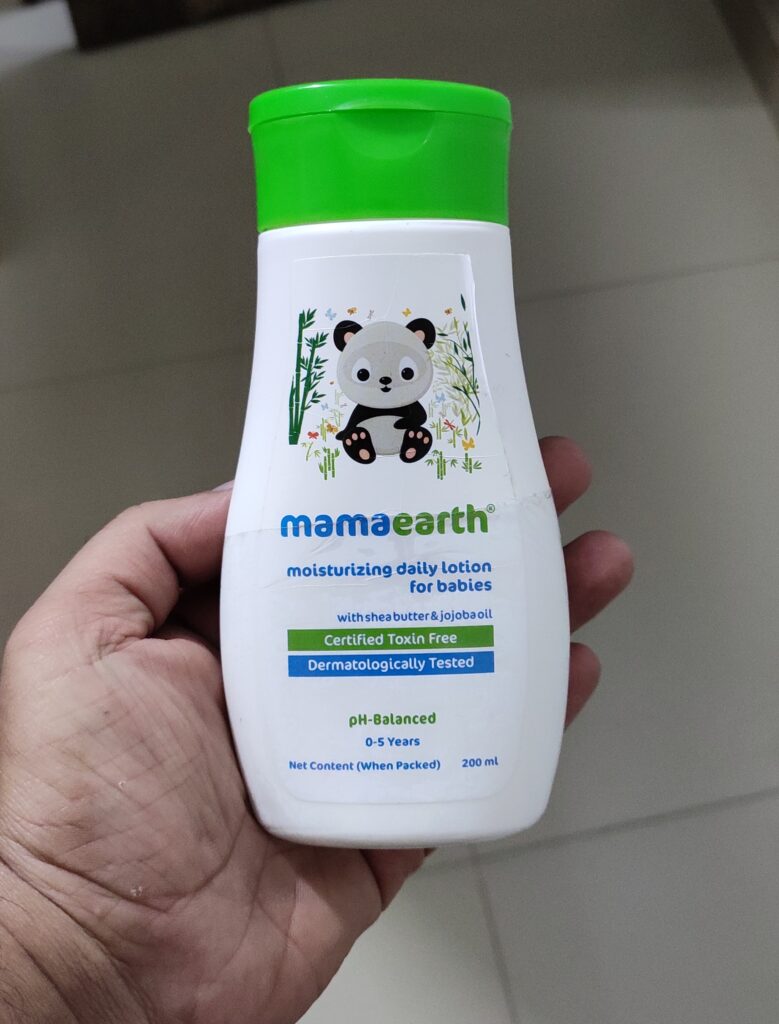 mamaearth®
moisturizing daily lotion
for babies
with shea butter & jojoba oil
Certified Toxin Free
Dermatologically Tested
pH-Balanced
0-5 Years
Net Content (When Packed) 200 ml